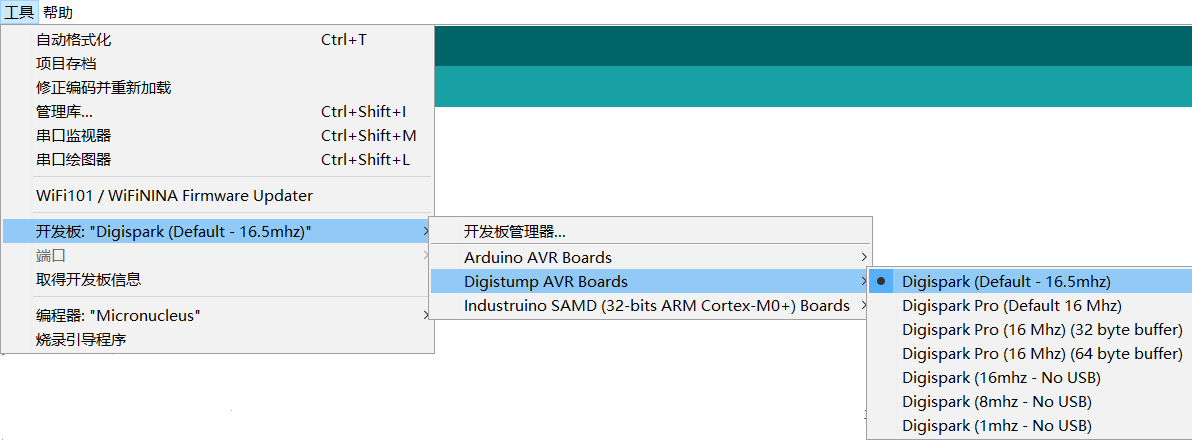 工具 帮助
自动格式化 Ctrl+T
项目存档
修正编码并重新加载
管理库... Ctrl+Shift+I
串口监视器 Ctrl+Shift+M
串口绘图器 Ctrl+Shift+L
WiFi101 / WiFiNINA Firmware Updater
开发板: "Digispark (Default - 16.5mhz)"
端口
取得开发板信息
编程器: "Micronucleus"
烧录引导程序
开发板管理器...
Arduino AVR Boards
Digistump AVR Boards
Industruino SAMD (32-bits ARM Cortex-M0+) Boards
Digispark (Default - 16.5mhz)
Digispark Pro (Default 16 Mhz)
Digispark Pro (16 Mhz) (32 byte buffer)
Digispark Pro (16 Mhz) (64 byte buffer)
Digispark (16mhz - No USB)
Digispark (8mhz - No USB)
Digispark (1mhz - No USB)